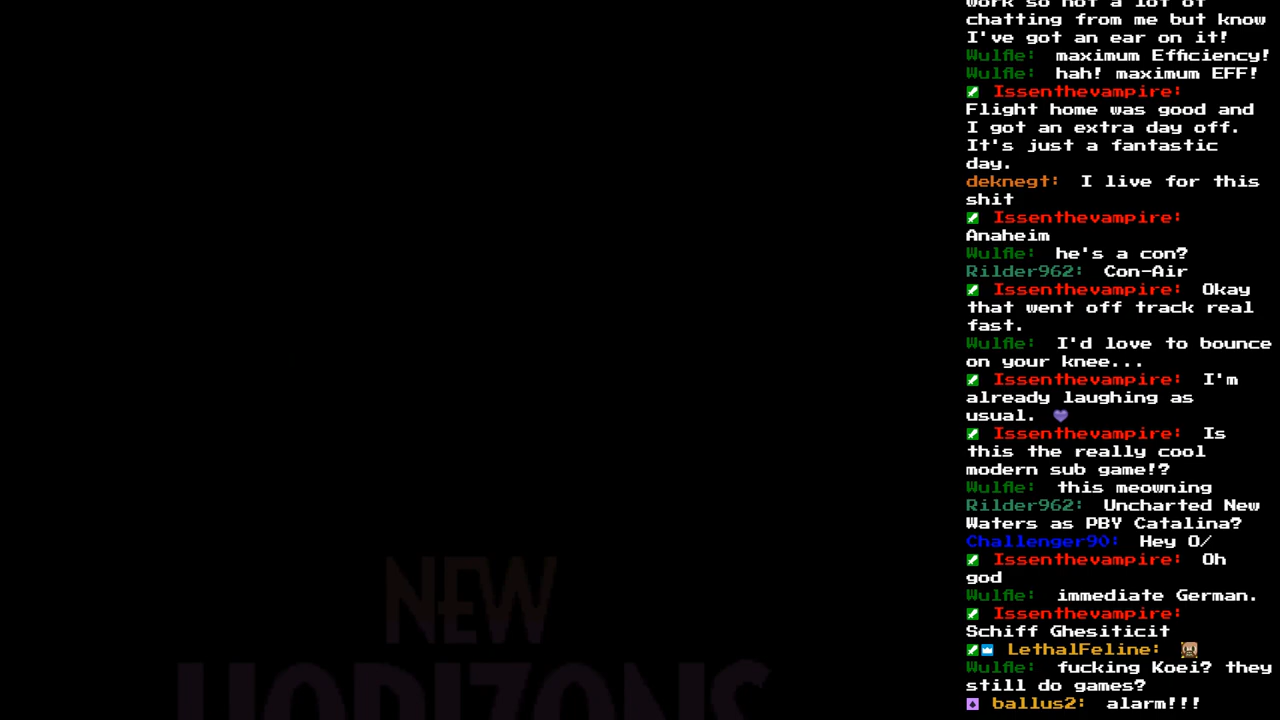 work so not a lot of
chatting from me but know
I've got an ear on it!
Wulfie: maximum Efficiency!
Wulfie: hah! maximum EFF!
Issenthevampire:
Flight home was good and
I got an extra day off.
It's just a fantastic
day.
deknegt: I live for this
shit
Issenthevampire:
Anaheim
Wulfie: he's a con?
Rilder962: Con-Air
Issenthevampire: Okay
that went off track real
fast.
Wulfie: I'd love to bounce
on your knee...
Issenthevampire: I'm
already laughing as
usual.
Issenthevampire: Is
this the really cool
modern sub game!?
Wulfie: this meowning
Rilder962: Uncharted New
Waters as PBY Catalina?
Challenger90: Hey O/
Issenthevampire: Oh
god
Wulfie: immediate German.
Issenthevampire:
Schiff Ghesiticit
LethalFeline:
Wulfie: fucking Koei? they
still do games?
ballus2: alarm!!!
NEW
HORIZONS